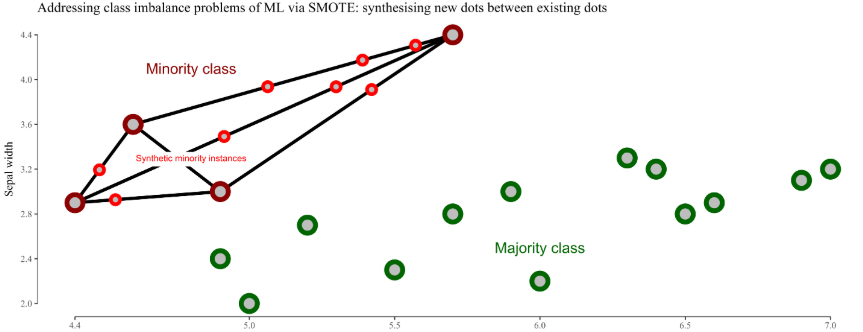 Addressing class imbalance problems of ML via SMOTE: synthesising new dots between existing dots
4.4
Minority class
4.0
3.6
Synthetic minority instances
3.2
Sepal width
2.8
Majority class
2.4
2.0
4.4 5.0 5.5 6.0 6.5 7.0